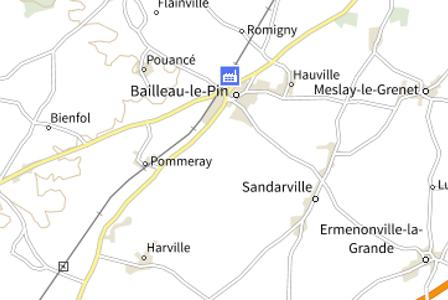 Flainville
Romigny
Pouancé
Hauville
Bailleau-le-Pin
Meslay-le-Grenet
Bienfol
Pommeray
Sandarville
Lu
Ermenonville-la-
Grande
Harville